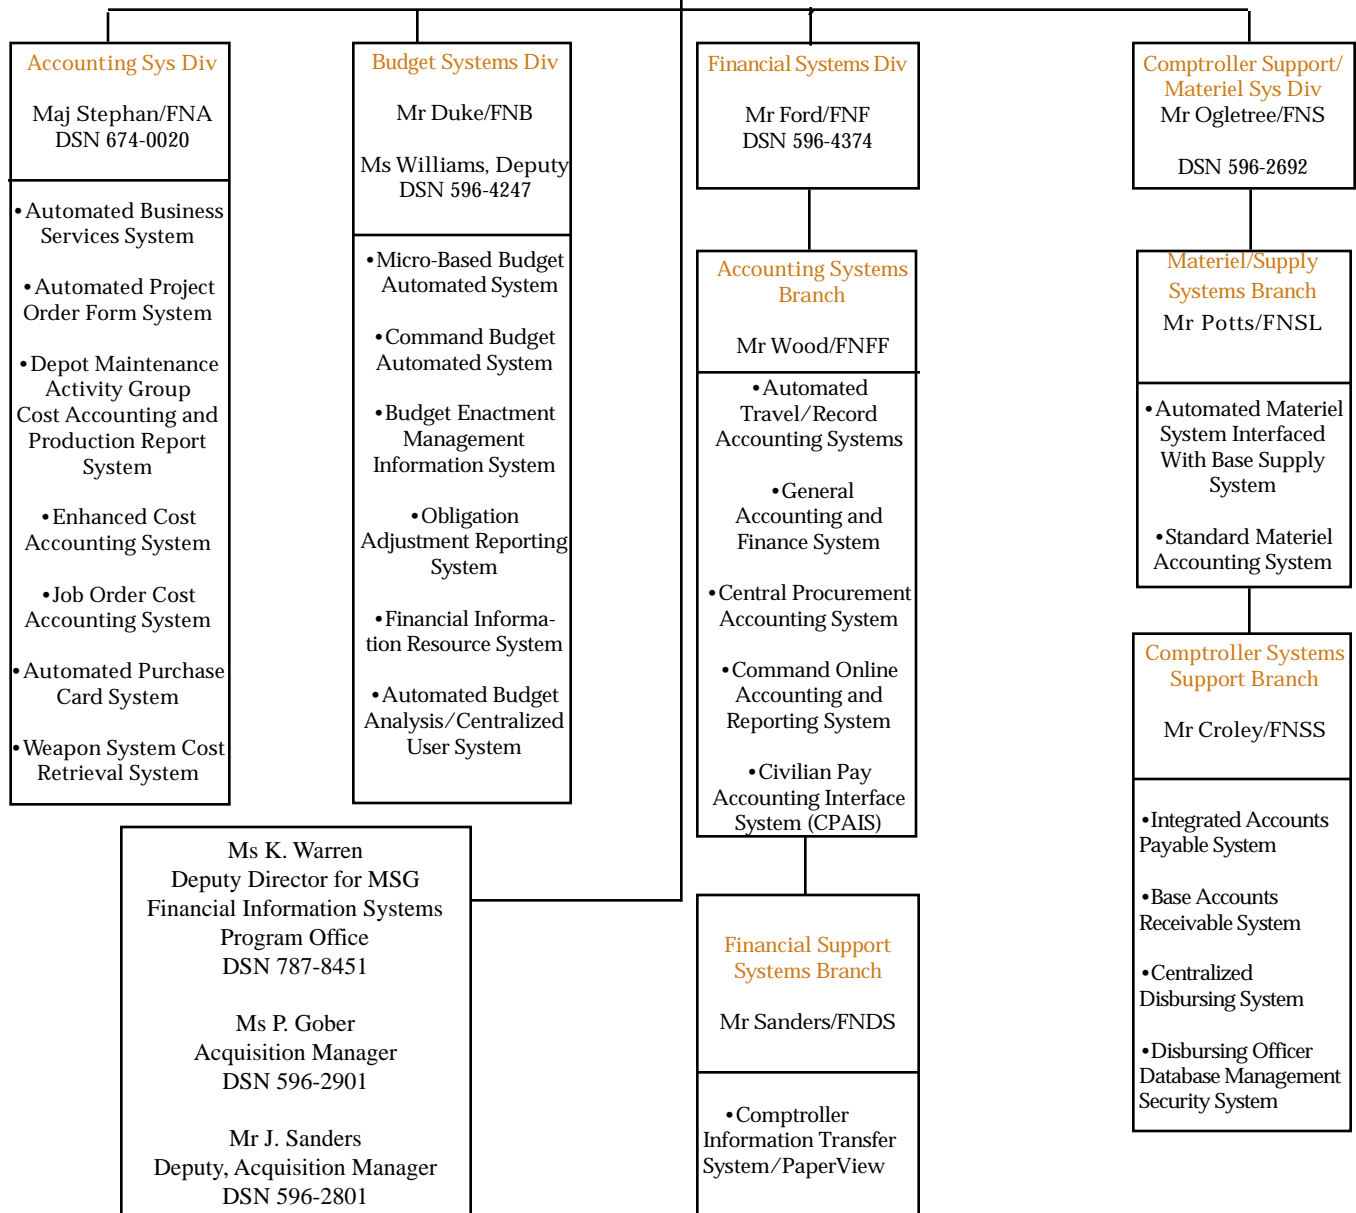 Accounting Sys Div
Maj Stephan/FNA
DSN 674-0020
•Automated Business
Services System
•Automated Project
Order Form System
•Depot Maintenance
Activity Group
Cost Accounting and
Production Report
System
•Enhanced Cost
Accounting System
•Job Order Cost
Accounting System
•Automated Purchase
Card System
•Weapon System Cost
Retrieval System
Budget Systems Div
Mr Duke/FNB
Ms Williams, Deputy
DSN 596-4247
•Micro-Based Budget
Automated System
•Command Budget
Automated System
•Budget Enactment
Management
Information System
•Obligation
Adjustment Reporting
System
•Financial Informa-
tion Resource System
•Automated Budget
Analysis/Centralized
User System
Ms K. Warren
Deputy Director for MSG
Financial Information Systems
Program Office
DSN 787-8451
Ms P. Gober
Acquisition Manager
DSN 596-2901
Mr J. Sanders
Deputy, Acquisition Manager
DSN 596-2801
Financial Systems Div
Mr Ford/FNF
DSN 596-4374
Accounting Systems
Branch
Mr Wood/FNFF
•Automated
Travel/Record
Accounting Systems
•General
Accounting and
Finance System
•Central Procurement
Accounting System
•Command Online
Accounting and
Reporting System
•Civilian Pay
Accounting Interface
System (CPAIS)
Financial Support
Systems Branch
Mr Sanders/FNDS
•Comptroller
Information Transfer
System/PaperView
Comptroller Support/
Materiel Sys Div
Mr Ogletree/FNS
DSN 596-2692
Materiel/Supply
Systems Branch
Mr Potts/FNSL
•Automated Materiel
System Interfaced
With Base Supply
System
•Standard Materiel
Accounting System
Comptroller Systems
Support Branch
Mr Croley/FNSS
•Integrated Accounts
Payable System
•Base Accounts
Receivable System
•Centralized
Disbursing System
•Disbursing Officer
Database Management
Security System